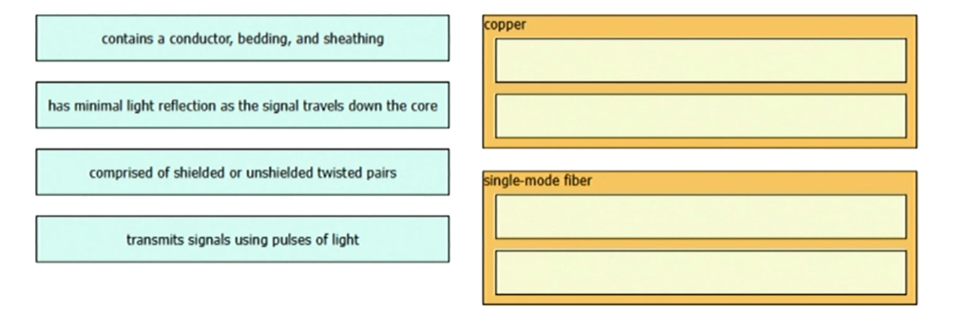 contains a conductor, bedding, and sheathing
has minimal light reflection as the signal travels down the core
comprised of shielded or unshielded twisted pairs
transmits signals using pulses of light
copper
single-mode fiber